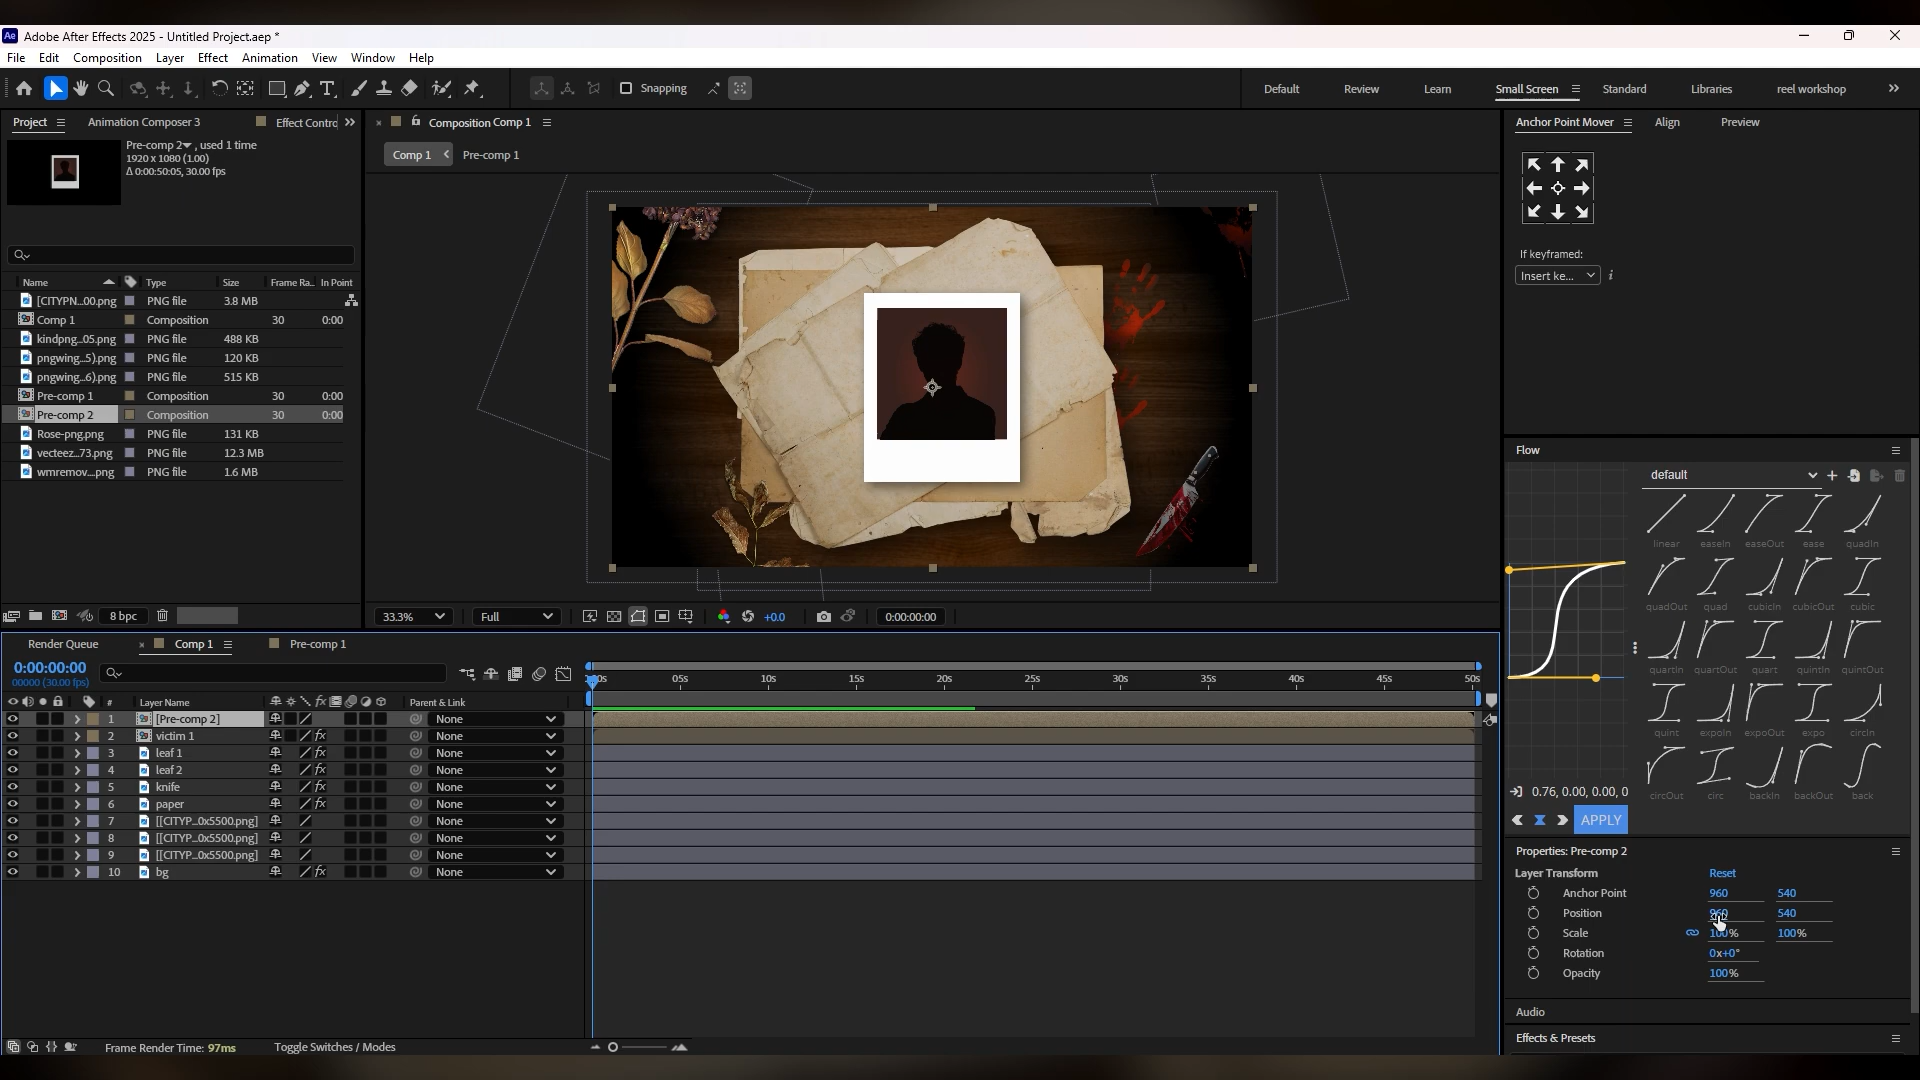 Adobe After Effects 2025 - Untitled Project.aep *
File Edit Composition Layer Effect Animation View Window Help
Snapping
Default Review Learn Small Screen Standard Libraries reel workshop
Project Animation Composer 3 Effect Contro
Pre-comp 2, used 1 time
1920 x 1080 (1.00)
Δ 0:00:50:05, 30.00 fps
Name Type Size Frame Ra.. In Point
[CITYPN...00.png PNG file 3.8 MB
Comp 1 Composition 30 0:00
kindpng...05.png PNG file 488 KB
pngwing...5).png PNG file 120 KB
pngwing...6).png PNG file 515 KB
Pre-comp 1 Composition 30 0:00
Pre-comp 2 Composition 30 0:00
Rose-png.png PNG file 131 KB
vecteez...73.png PNG file 12.3 MB
wmremov...png PNG file 1.6 MB
8 bpc
Composition Comp 1
Comp 1 Pre-comp 1
33.3% Full +0.0 0:00:00:00
Anchor Point Mover Align Preview
If keyframed:
Insert ke...
Flow
default
linear easeIn easeOut ease quadIn
quadOut quad cubicIn cubicOut cubic
quartIn quartOut quart quintIn quintOut
quint expoIn expoOut expo circIn
circOut circ backIn backOut back
0.76, 0.00, 0.00, 0
APPLY
Properties: Pre-comp 2
Layer Transform Reset
Anchor Point 960 540
Position 960 540
Scale 100% 100%
Rotation 0x+0°
Opacity 100%
Audio
Effects & Presets
Render Queue Comp 1 Pre-comp 1
0:00:00:00
00000 (30.00 fps)
05s 10s 15s 20s 25s 30s 35s 40s 45s 50s
# Layer Name fx Parent & Link
1 [Pre-comp 2] None
2 victim 1 fx None
3 leaf 1 fx None
4 leaf 2 fx None
5 knife fx None
6 paper fx None
7 [[CITYP...0x5500.png] None
8 [[CITYP...0x5500.png] None
9 [[CITYP...0x5500.png] None
10 bg fx None
Frame Render Time: 97ms Toggle Switches / Modes